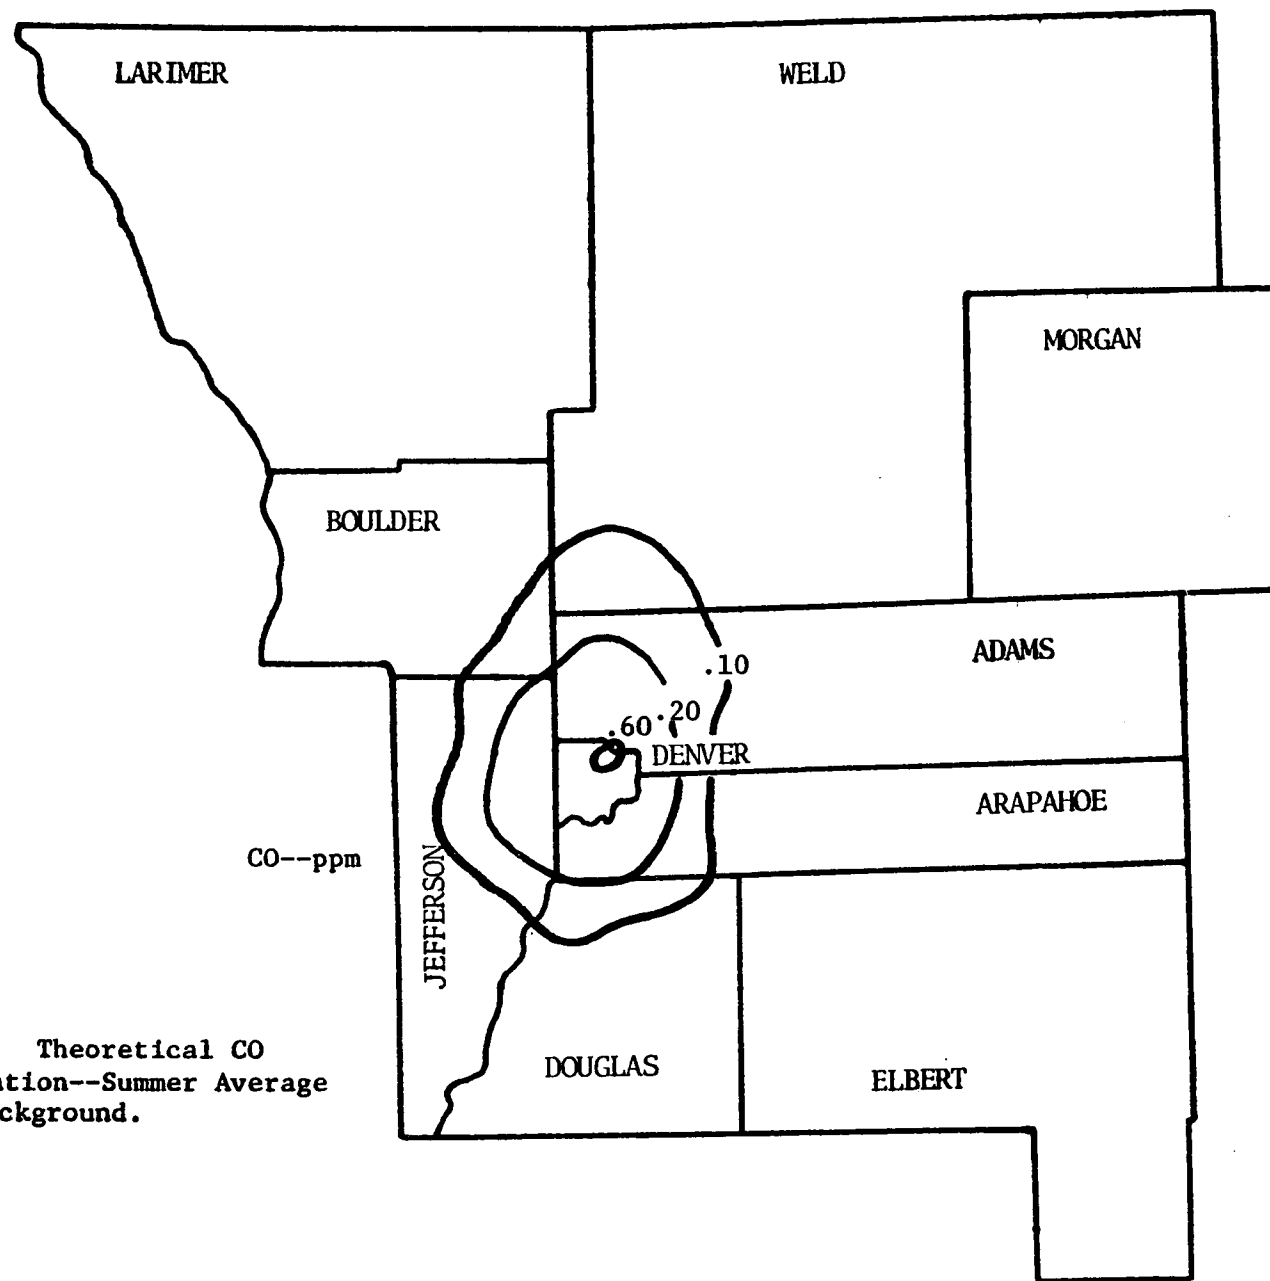 LARIMER
WELD
MORGAN
BOULDER
ADAMS
.10
.20
.60
DENVER
ARAPAHOE
CO--ppm
JEFFERSON
Theoretical CO
ation--Summer Average
ckground.
DOUGLAS
ELBERT